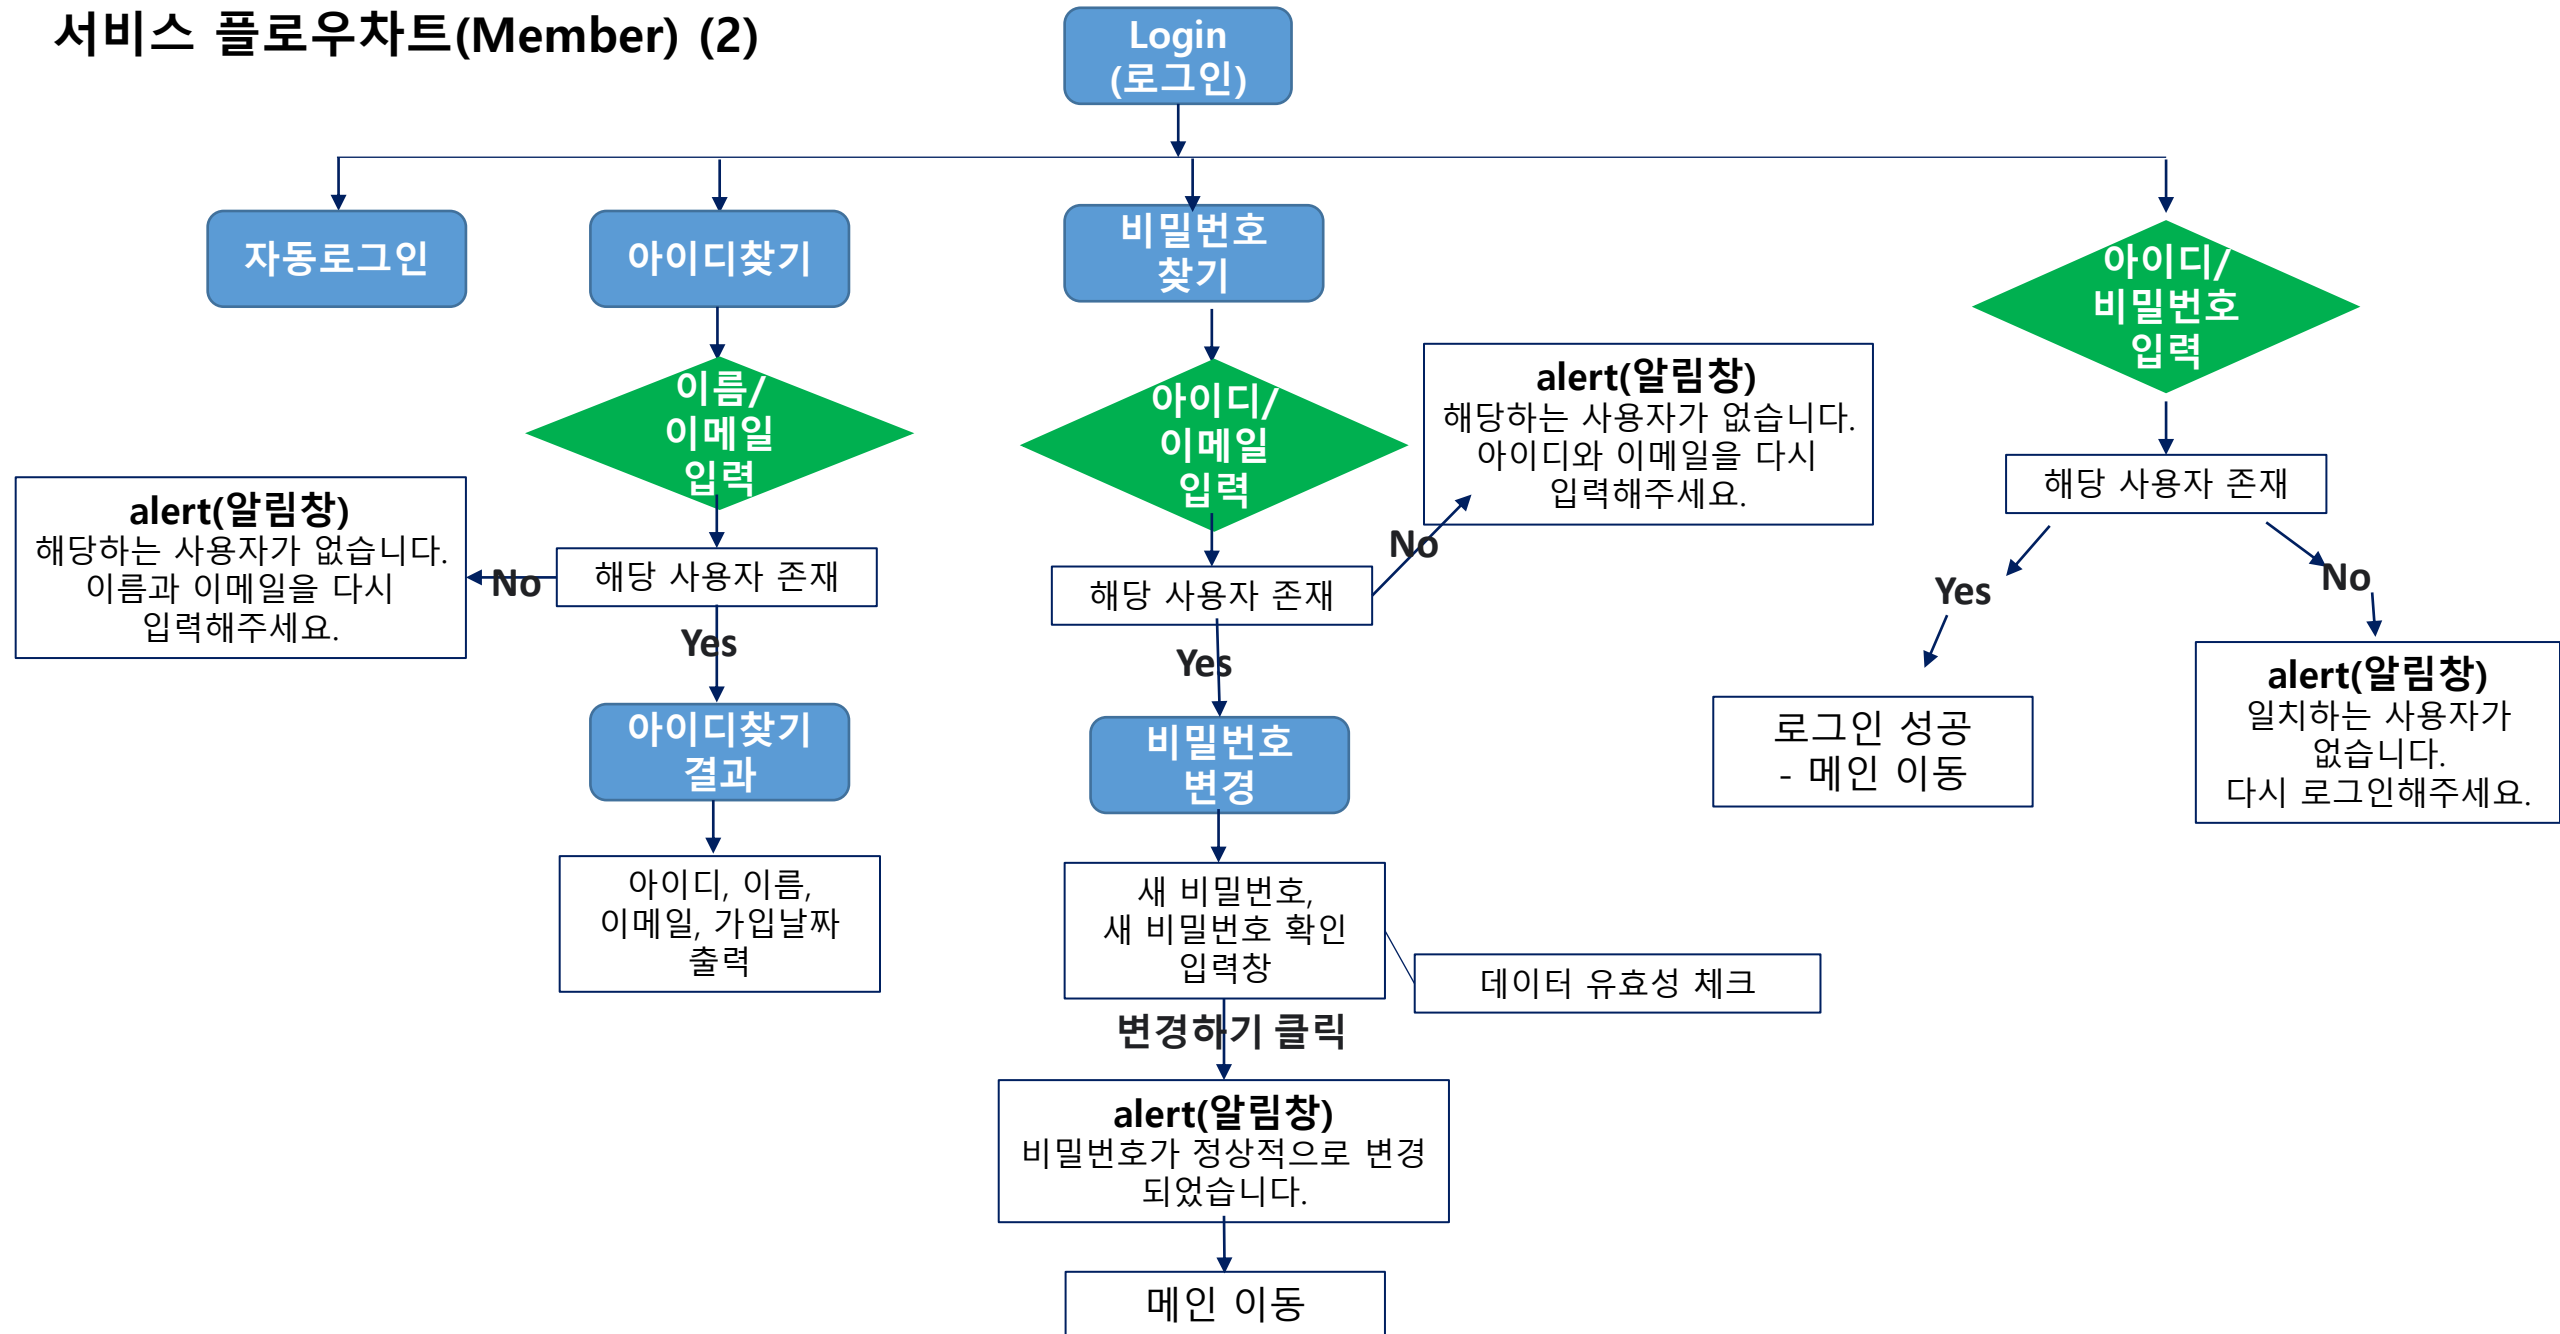 서비스 플로우차트(Member) (2)
Login
(로그인)
자동로그인
아이디찾기
비밀번호
찾기
아이디/
비밀번호
입력
이름/
이메일
입력
아이디/
이메일
입력
alert(알림창)
해당하는 사용자가 없습니다.
아이디와 이메일을 다시
입력해주세요.
해당 사용자 존재
alert(알림창)
해당하는 사용자가 없습니다.
이름과 이메일을 다시
입력해주세요.
No
해당 사용자 존재
No
해당 사용자 존재
Yes
No
Yes
Yes
아이디찾기
결과
비밀번호
변경
로그인 성공
- 메인 이동
alert(알림창)
일치하는 사용자가
없습니다.
다시 로그인해주세요.
아이디, 이름,
이메일, 가입날짜
출력
새 비밀번호,
새 비밀번호 확인
입력창
데이터 유효성 체크
변경하기 클릭
alert(알림창)
비밀번호가 정상적으로 변경
되었습니다.
메인 이동